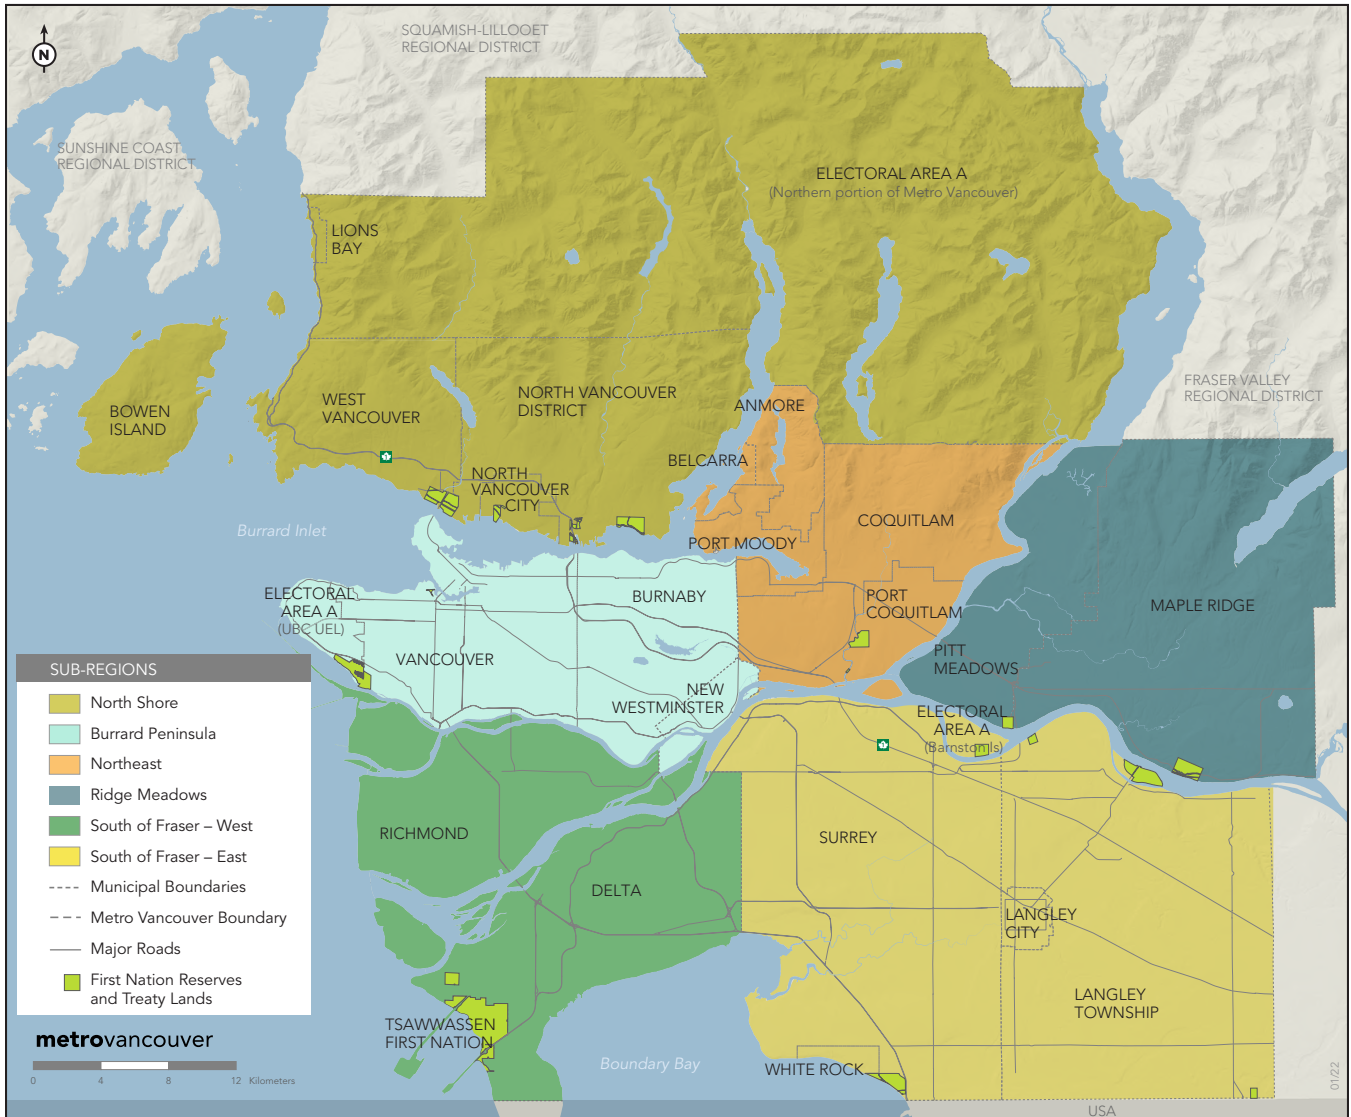 N
SQUAMISH-LILLOOET
REGIONAL DISTRICT
SUNSHINE COAST
REGIONAL DISTRICT
ELECTORAL AREA A
(Northern portion of Metro Vancouver)
LIONS
BAY
FRASER VALLEY
REGIONAL DISTRICT
BOWEN
ISLAND
WEST
VANCOUVER
NORTH VANCOUVER
DISTRICT
ANMORE
BELCARRA
1
NORTH
VANCOUVER
CITY
Burrard Inlet
PORT MOODY
COQUITLAM
ELECTORAL
AREA A
(UBC UEL)
BURNABY
PORT
COQUITLAM
MAPLE RIDGE
VANCOUVER
PITT
MEADOWS
NEW
WESTMINSTER
ELECTORAL
AREA A
(Barnston Is)
1
SUB-REGIONS
North Shore
Burrard Peninsula
Northeast
Ridge Meadows
South of Fraser – West
South of Fraser – East
Municipal Boundaries
Metro Vancouver Boundary
Major Roads
First Nation Reserves
and Treaty Lands
RICHMOND
DELTA
SURREY
LANGLEY
CITY
LANGLEY
TOWNSHIP
TSAWWASSEN
FIRST NATION
Boundary Bay
WHITE ROCK
metrovancouver
0 4 8 12 Kilometers
USA
01/22